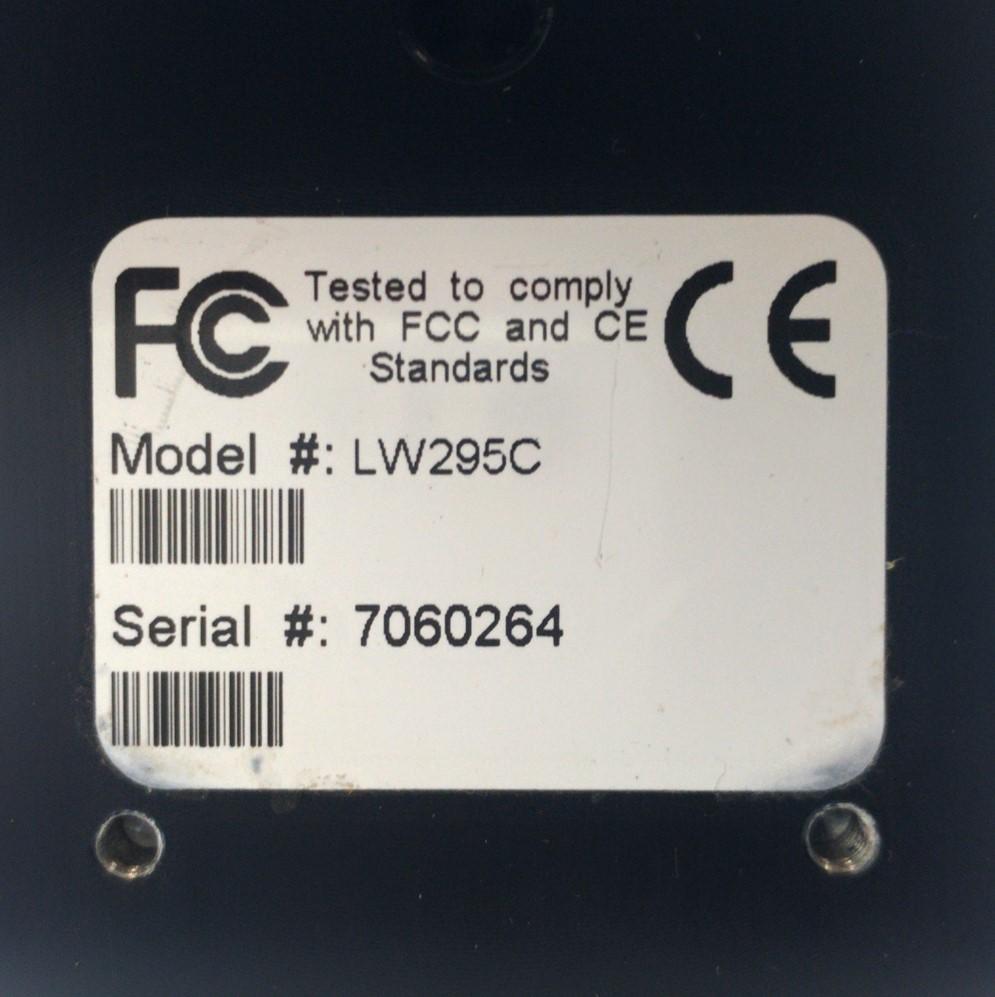 FC Tested to comply CE
with FCC and CE
Standards
Model #: LW295C
Serial #: 7060264